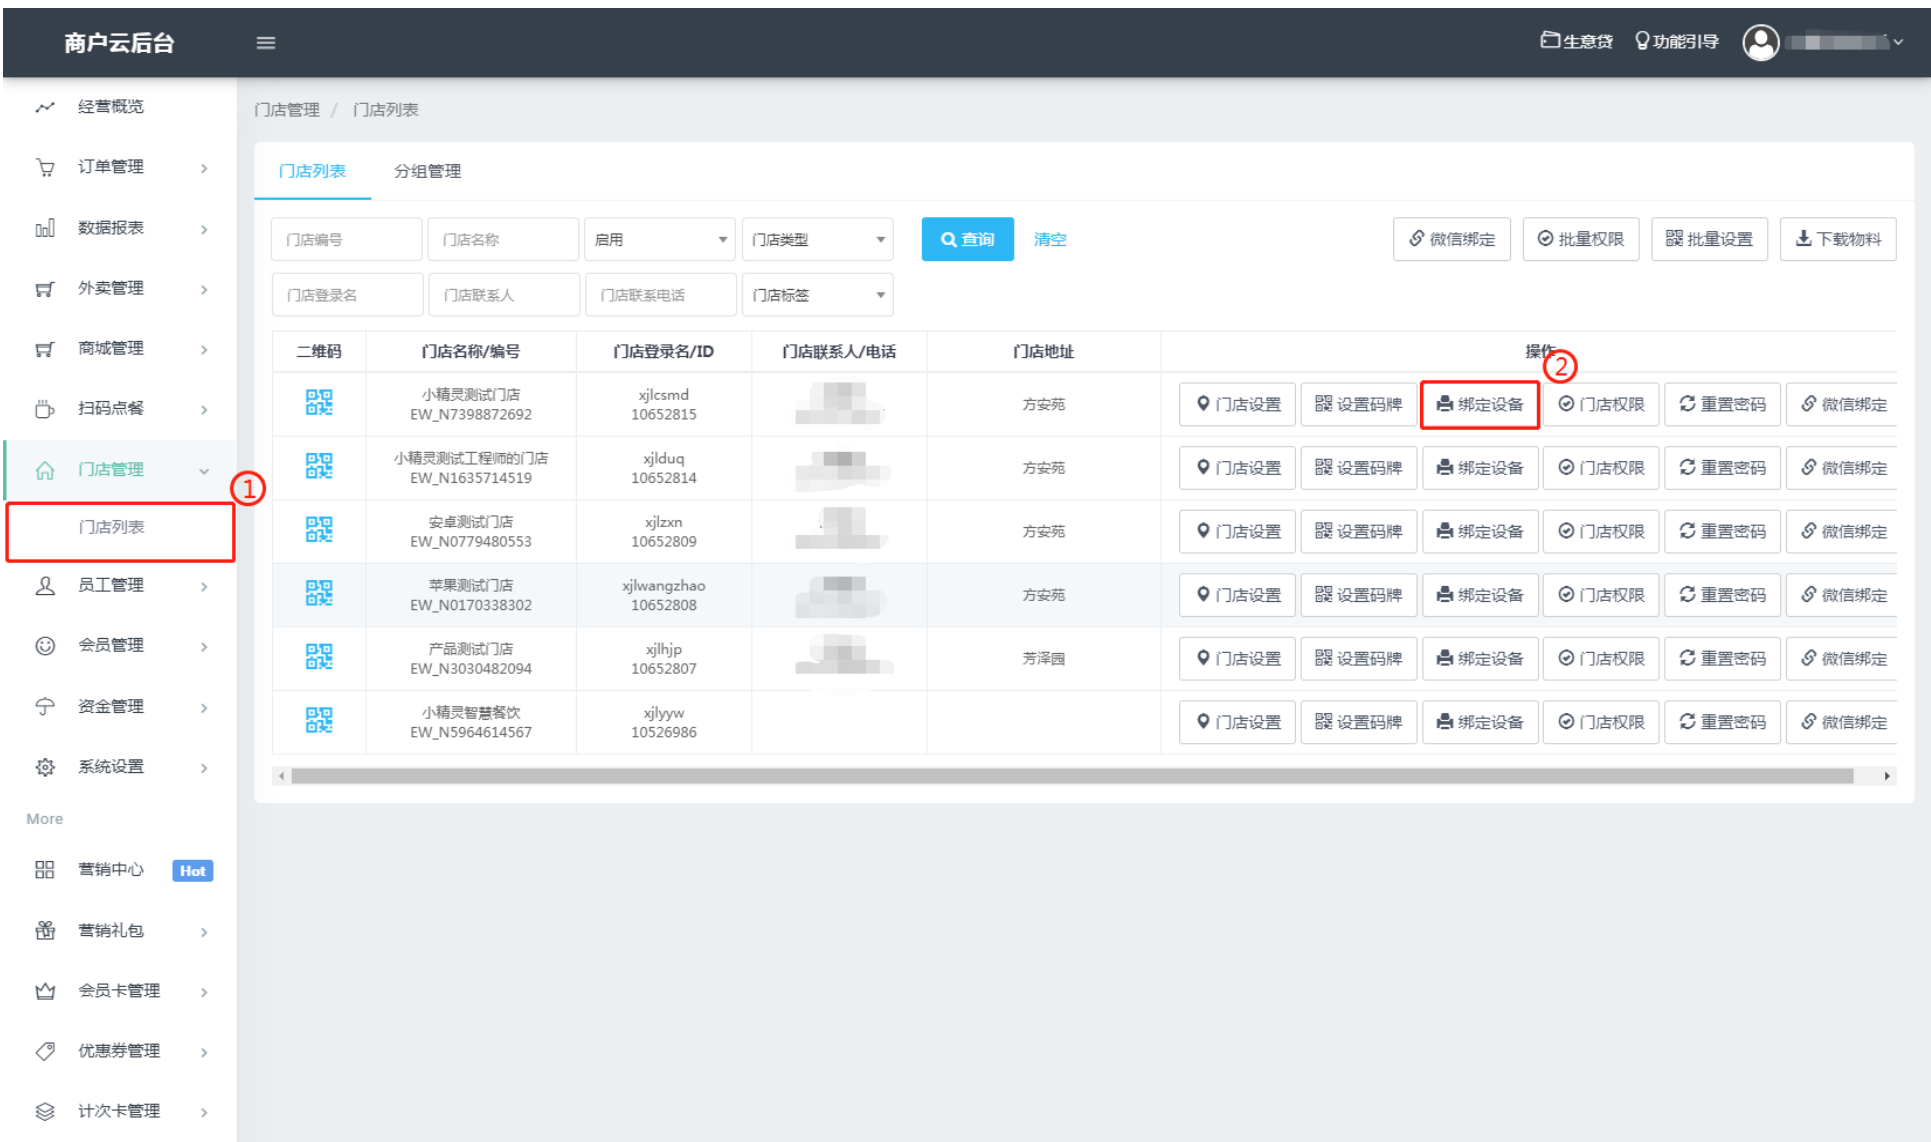 商户云后台
生意贷 功能引导
经营概览
订单管理
数据报表
外卖管理
商城管理
扫码点餐
门店管理
①
门店列表
员工管理
会员管理
资金管理
系统设置
More
营销中心 Hot
营销礼包
会员卡管理
优惠券管理
计次卡管理
门店管理 / 门店列表
门店列表 分组管理
门店编号 门店名称 启用 门店类型 查询 清空 微信绑定 批量权限 批量设置 下载物料
门店登录名 门店联系人 门店联系电话 门店标签
二维码 门店名称/编号 门店登录名/ID 门店联系人/电话 门店地址 操作
②
小精灵测试门店 xjlcsmd
EW_N7398872692 10652815
方安苑 门店设置 设置码牌 绑定设备 门店权限 重置密码 微信绑定
小精灵测试工程师的门店 xjlduq
EW_N1635714519 10652814
方安苑 门店设置 设置码牌 绑定设备 门店权限 重置密码 微信绑定
安卓测试门店 xjlzxn
EW_N0779480553 10652809
方安苑 门店设置 设置码牌 绑定设备 门店权限 重置密码 微信绑定
苹果测试门店 xjlwangzhao
EW_N0170338302 10652808
方安苑 门店设置 设置码牌 绑定设备 门店权限 重置密码 微信绑定
产品测试门店 xjlhjp
EW_N3030482094 10652807
芳泽园 门店设置 设置码牌 绑定设备 门店权限 重置密码 微信绑定
小精灵智慧餐饮 xjlyyw
EW_N5964614567 10526986
门店设置 设置码牌 绑定设备 门店权限 重置密码 微信绑定